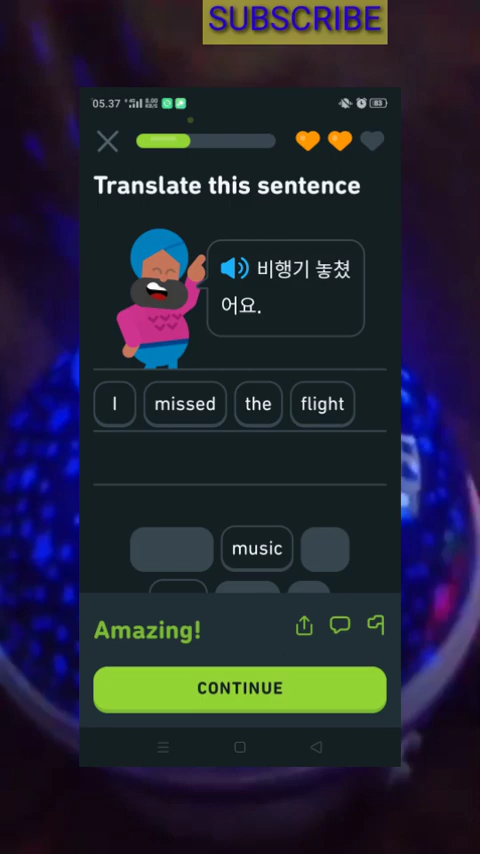 SUBSCRIBE
05.37
83
Translate this sentence
비행기 놓쳤
어요.
I missed the flight
music
Amazing!
CONTINUE